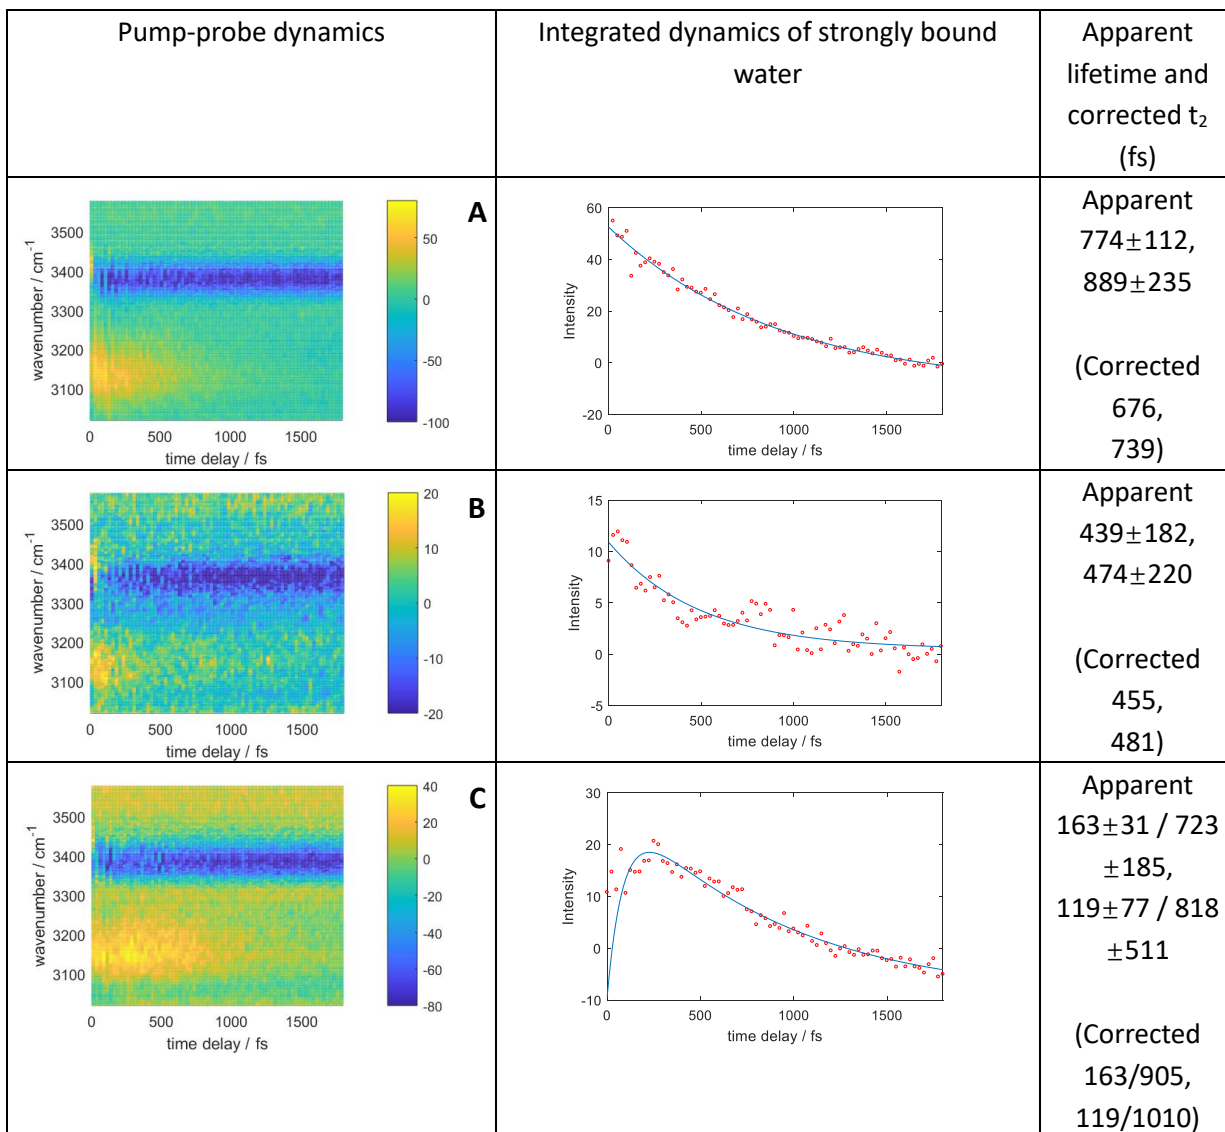 Pump-probe dynamics
Integrated dynamics of strongly bound
water
Apparent
lifetime and
corrected t₂
(fs)
A
3500
3400
3300
3200
3100
wavenumber / cm⁻¹
0
500
1000
1500
time delay / fs
50
0
-50
-100
60
40
20
0
-20
Intensity
0
500
1000
1500
time delay / fs
Apparent
774±112,
889±235
(Corrected
676,
739)
B
3500
3400
3300
3200
3100
wavenumber / cm⁻¹
0
500
1000
1500
time delay / fs
20
10
0
-10
-20
15
10
5
0
-5
Intensity
0
500
1000
1500
time delay / fs
Apparent
439±182,
474±220
(Corrected
455,
481)
C
3500
3400
3300
3200
3100
wavenumber / cm⁻¹
0
500
1000
1500
time delay / fs
40
20
0
-20
-40
-60
-80
30
20
10
0
-10
Intensity
0
500
1000
1500
time delay / fs
Apparent
163±31 / 723
±185,
119±77 / 818
±511
(Corrected
163/905,
119/1010)